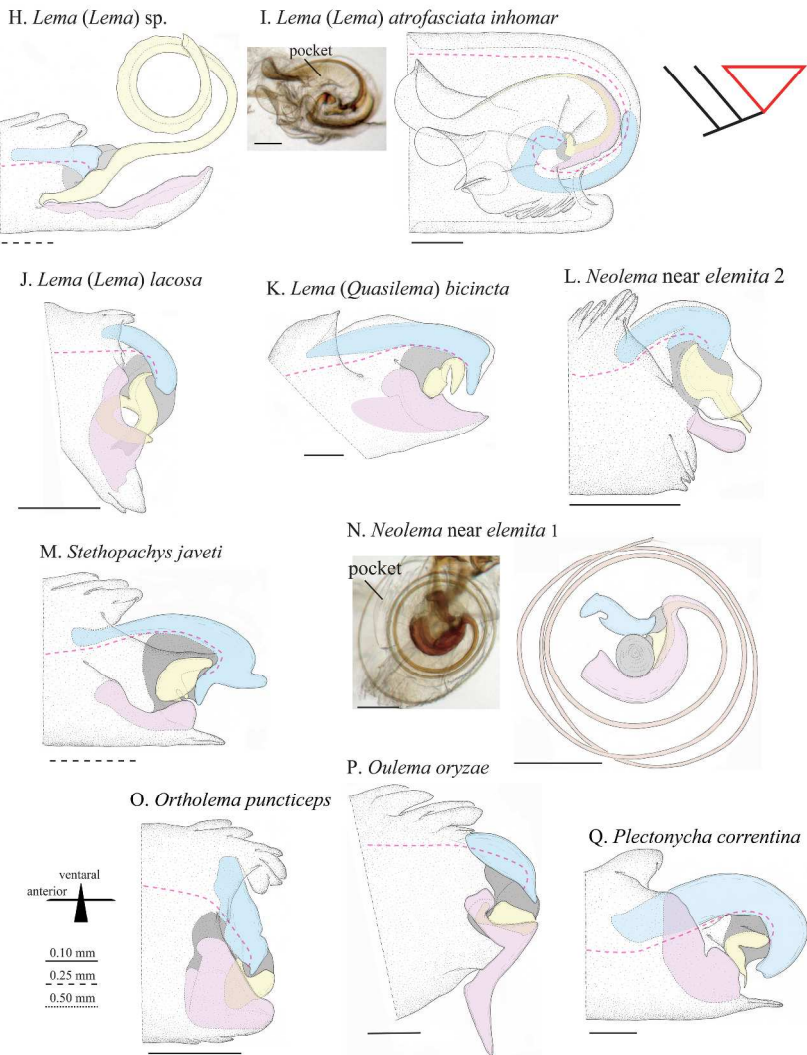 H. Lema (Lema) sp.
I. Lema (Lema) atrofasciata inhomar
pocket
J. Lema (Lema) lacosa
K. Lema (Quasilema) bicincta
L. Neolema near elemita 2
M. Stethopachys javeti
N. Neolema near elemita 1
pocket
O. Ortholema puncticeps
P. Oulema oryzae
Q. Plectonycha correntina
ventaral
anterior
0.10 mm
0.25 mm
0.50 mm